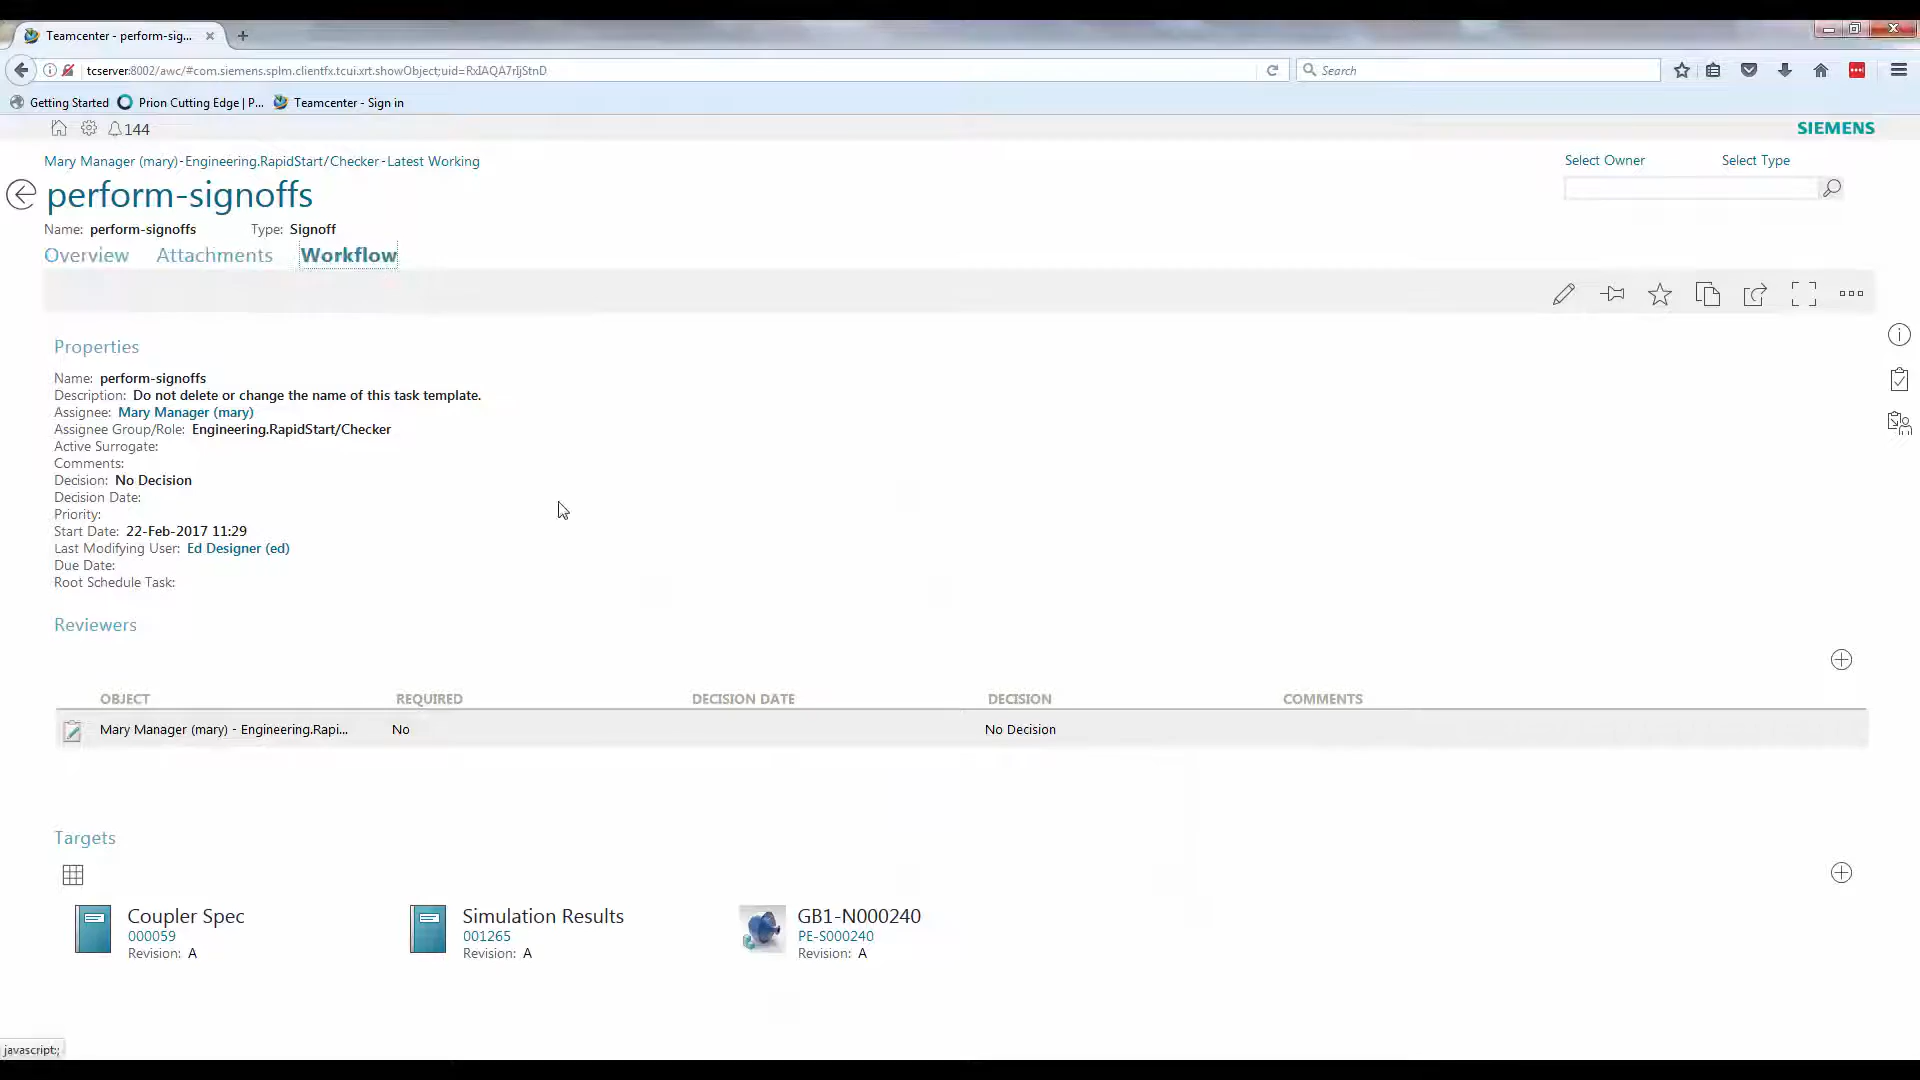 Teamcenter - perform-sig...
tcserver:8002/awc/#com.siemens.splm.clientfx.tcui.xrt.showObject;uid=RxIAQA7rIjStnD
Search
Getting Started
Prion Cutting Edge | P...
Teamcenter - Sign in
144
SIEMENS
Mary Manager (mary)-Engineering.RapidStart/Checker-Latest Working
Select Owner
Select Type
perform-signoffs
Name: perform-signoffs
Type: Signoff
Overview
Attachments
Workflow
Properties
Name: perform-signoffs
Description: Do not delete or change the name of this task template.
Assignee: Mary Manager (mary)
Assignee Group/Role: Engineering.RapidStart/Checker
Active Surrogate:
Comments:
Decision: No Decision
Decision Date:
Priority:
Start Date: 22-Feb-2017 11:29
Last Modifying User: Ed Designer (ed)
Due Date:
Root Schedule Task:
Reviewers
OBJECT REQUIRED DECISION DATE DECISION COMMENTS
Mary Manager (mary) - Engineering.Rapi... No No Decision
Targets
Coupler Spec
000059
Revision: A
Simulation Results
001265
Revision: A
GB1-N000240
PE-S000240
Revision: A
javascript:;